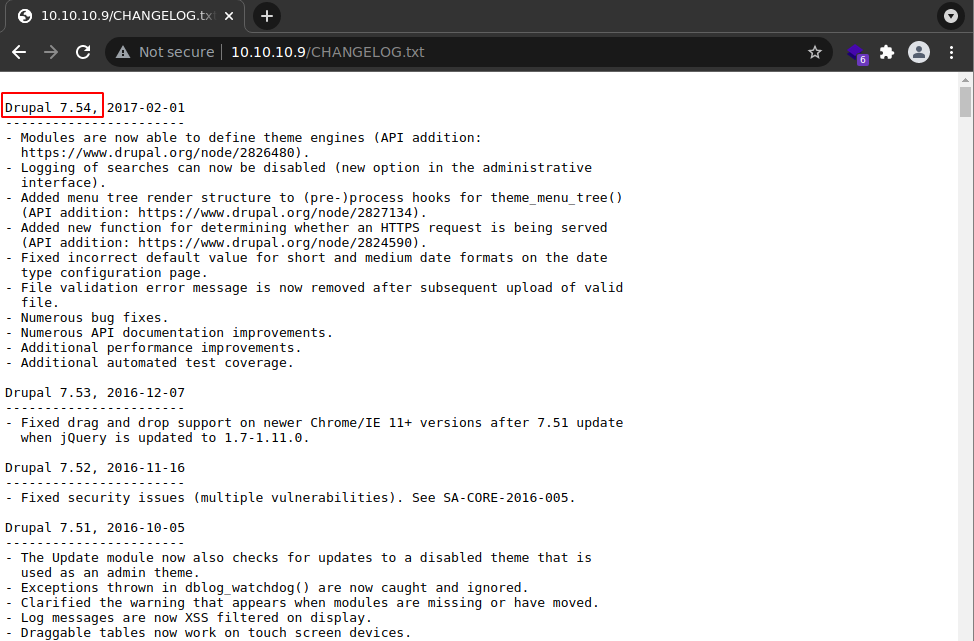 10.10.10.9/CHANGELOG.txt
Not secure
10.10.10.9/CHANGELOG.txt
6
Drupal 7.54, 2017-02-01
-----------------------
- Modules are now able to define theme engines (API addition:
  https://www.drupal.org/node/2826480).
- Logging of searches can now be disabled (new option in the administrative
  interface).
- Added menu tree render structure to (pre-)process hooks for theme_menu_tree()
  (API addition: https://www.drupal.org/node/2827134).
- Added new function for determining whether an HTTPS request is being served
  (API addition: https://www.drupal.org/node/2824590).
- Fixed incorrect default value for short and medium date formats on the date
  type configuration page.
- File validation error message is now removed after subsequent upload of valid
  file.
- Numerous bug fixes.
- Numerous API documentation improvements.
- Additional performance improvements.
- Additional automated test coverage.
Drupal 7.53, 2016-12-07
-----------------------
- Fixed drag and drop support on newer Chrome/IE 11+ versions after 7.51 update
  when jQuery is updated to 1.7-1.11.0.
Drupal 7.52, 2016-11-16
-----------------------
- Fixed security issues (multiple vulnerabilities). See SA-CORE-2016-005.
Drupal 7.51, 2016-10-05
-----------------------
- The Update module now also checks for updates to a disabled theme that is
  used as an admin theme.
- Exceptions thrown in dblog_watchdog() are now caught and ignored.
- Clarified the warning that appears when modules are missing or have moved.
- Log messages are now XSS filtered on display.
- Draggable tables now work on touch screen devices.